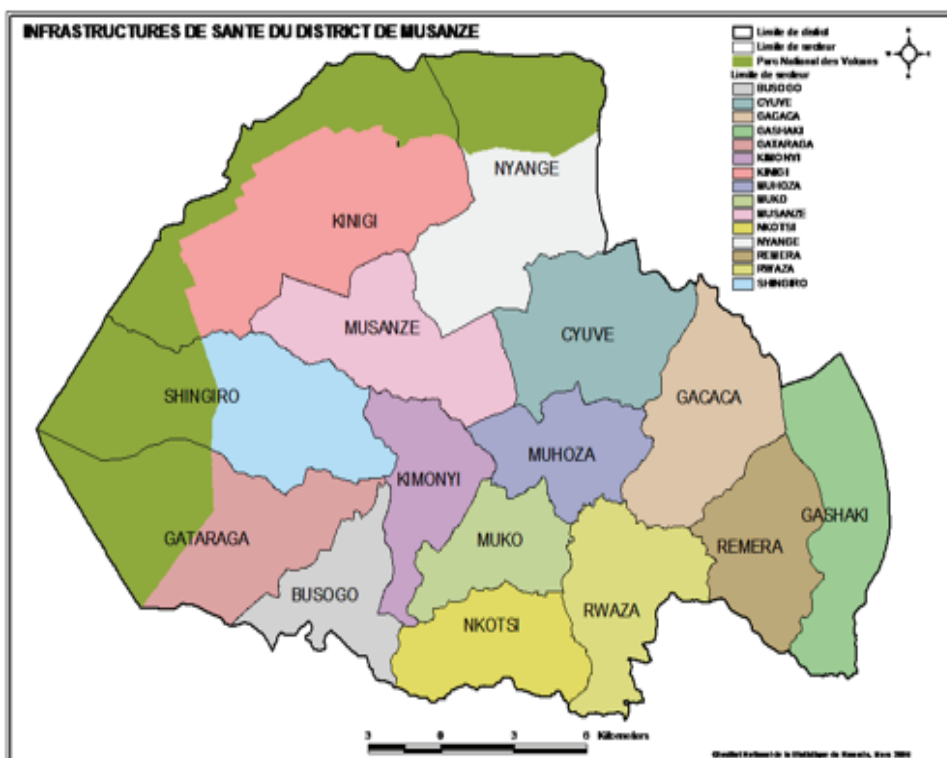 INFRASTRUCTURES DE SANTE DU DISTRICT DE MUSANZE
Limite de district
Limite de secteur
Parc National des Volcans
Limite de secteur
BUSOGO
CYUVE
GACACA
GASHAKI
GATARAGA
KIMONYI
KINIGI
MUHOZA
MUKO
MUSANZE
NKOTSI
NYANGE
REMERA
RWAZA
SHINGIRO
NYANGE
KINIGI
MUSANZE
CYUVE
SHINGIRO
GACACA
MUHOZA
KIMONYI
GASHAKI
GATARAGA
MUKO
REMERA
BUSOGO
RWAZA
NKOTSI
3 0 3 6 Kilometers